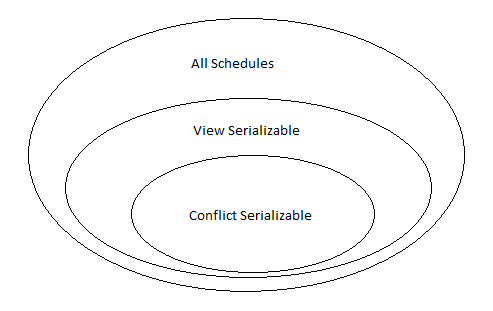 All Schedules
View Serializable
Conflict Serializable